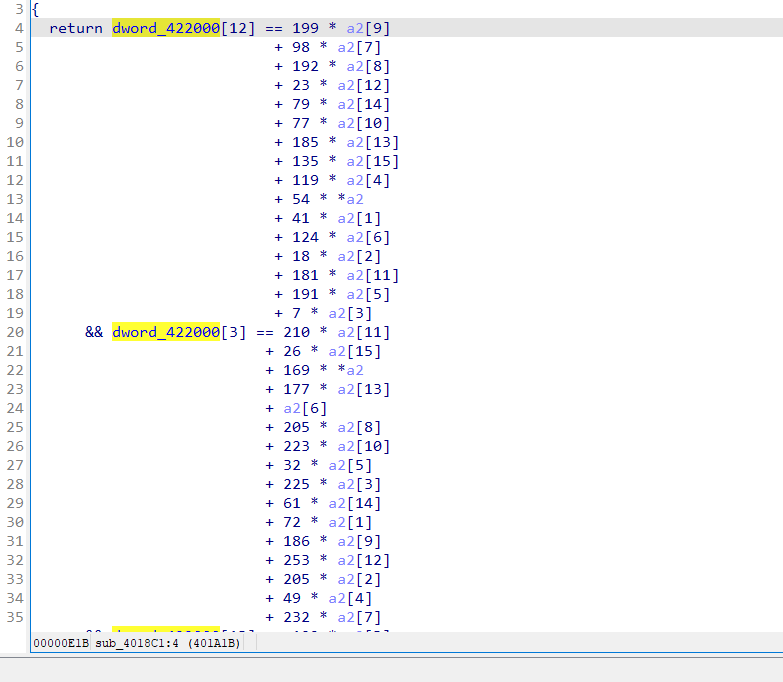 3 {
4 return dword_422000[12] == 199 * a2[9]
5 + 98 * a2[7]
6 + 192 * a2[8]
7 + 23 * a2[12]
8 + 79 * a2[14]
9 + 77 * a2[10]
10 + 185 * a2[13]
11 + 135 * a2[15]
12 + 119 * a2[4]
13 + 54 * *a2
14 + 41 * a2[1]
15 + 124 * a2[6]
16 + 18 * a2[2]
17 + 181 * a2[11]
18 + 191 * a2[5]
19 + 7 * a2[3]
20 && dword_422000[3] == 210 * a2[11]
21 + 26 * a2[15]
22 + 169 * *a2
23 + 177 * a2[13]
24 + a2[6]
25 + 205 * a2[8]
26 + 223 * a2[10]
27 + 32 * a2[5]
28 + 225 * a2[3]
29 + 61 * a2[14]
30 + 72 * a2[1]
31 + 186 * a2[9]
32 + 253 * a2[12]
33 + 205 * a2[2]
34 + 49 * a2[4]
35 + 232 * a2[7]
00000E1B sub_4018C1:4 (401A1B)